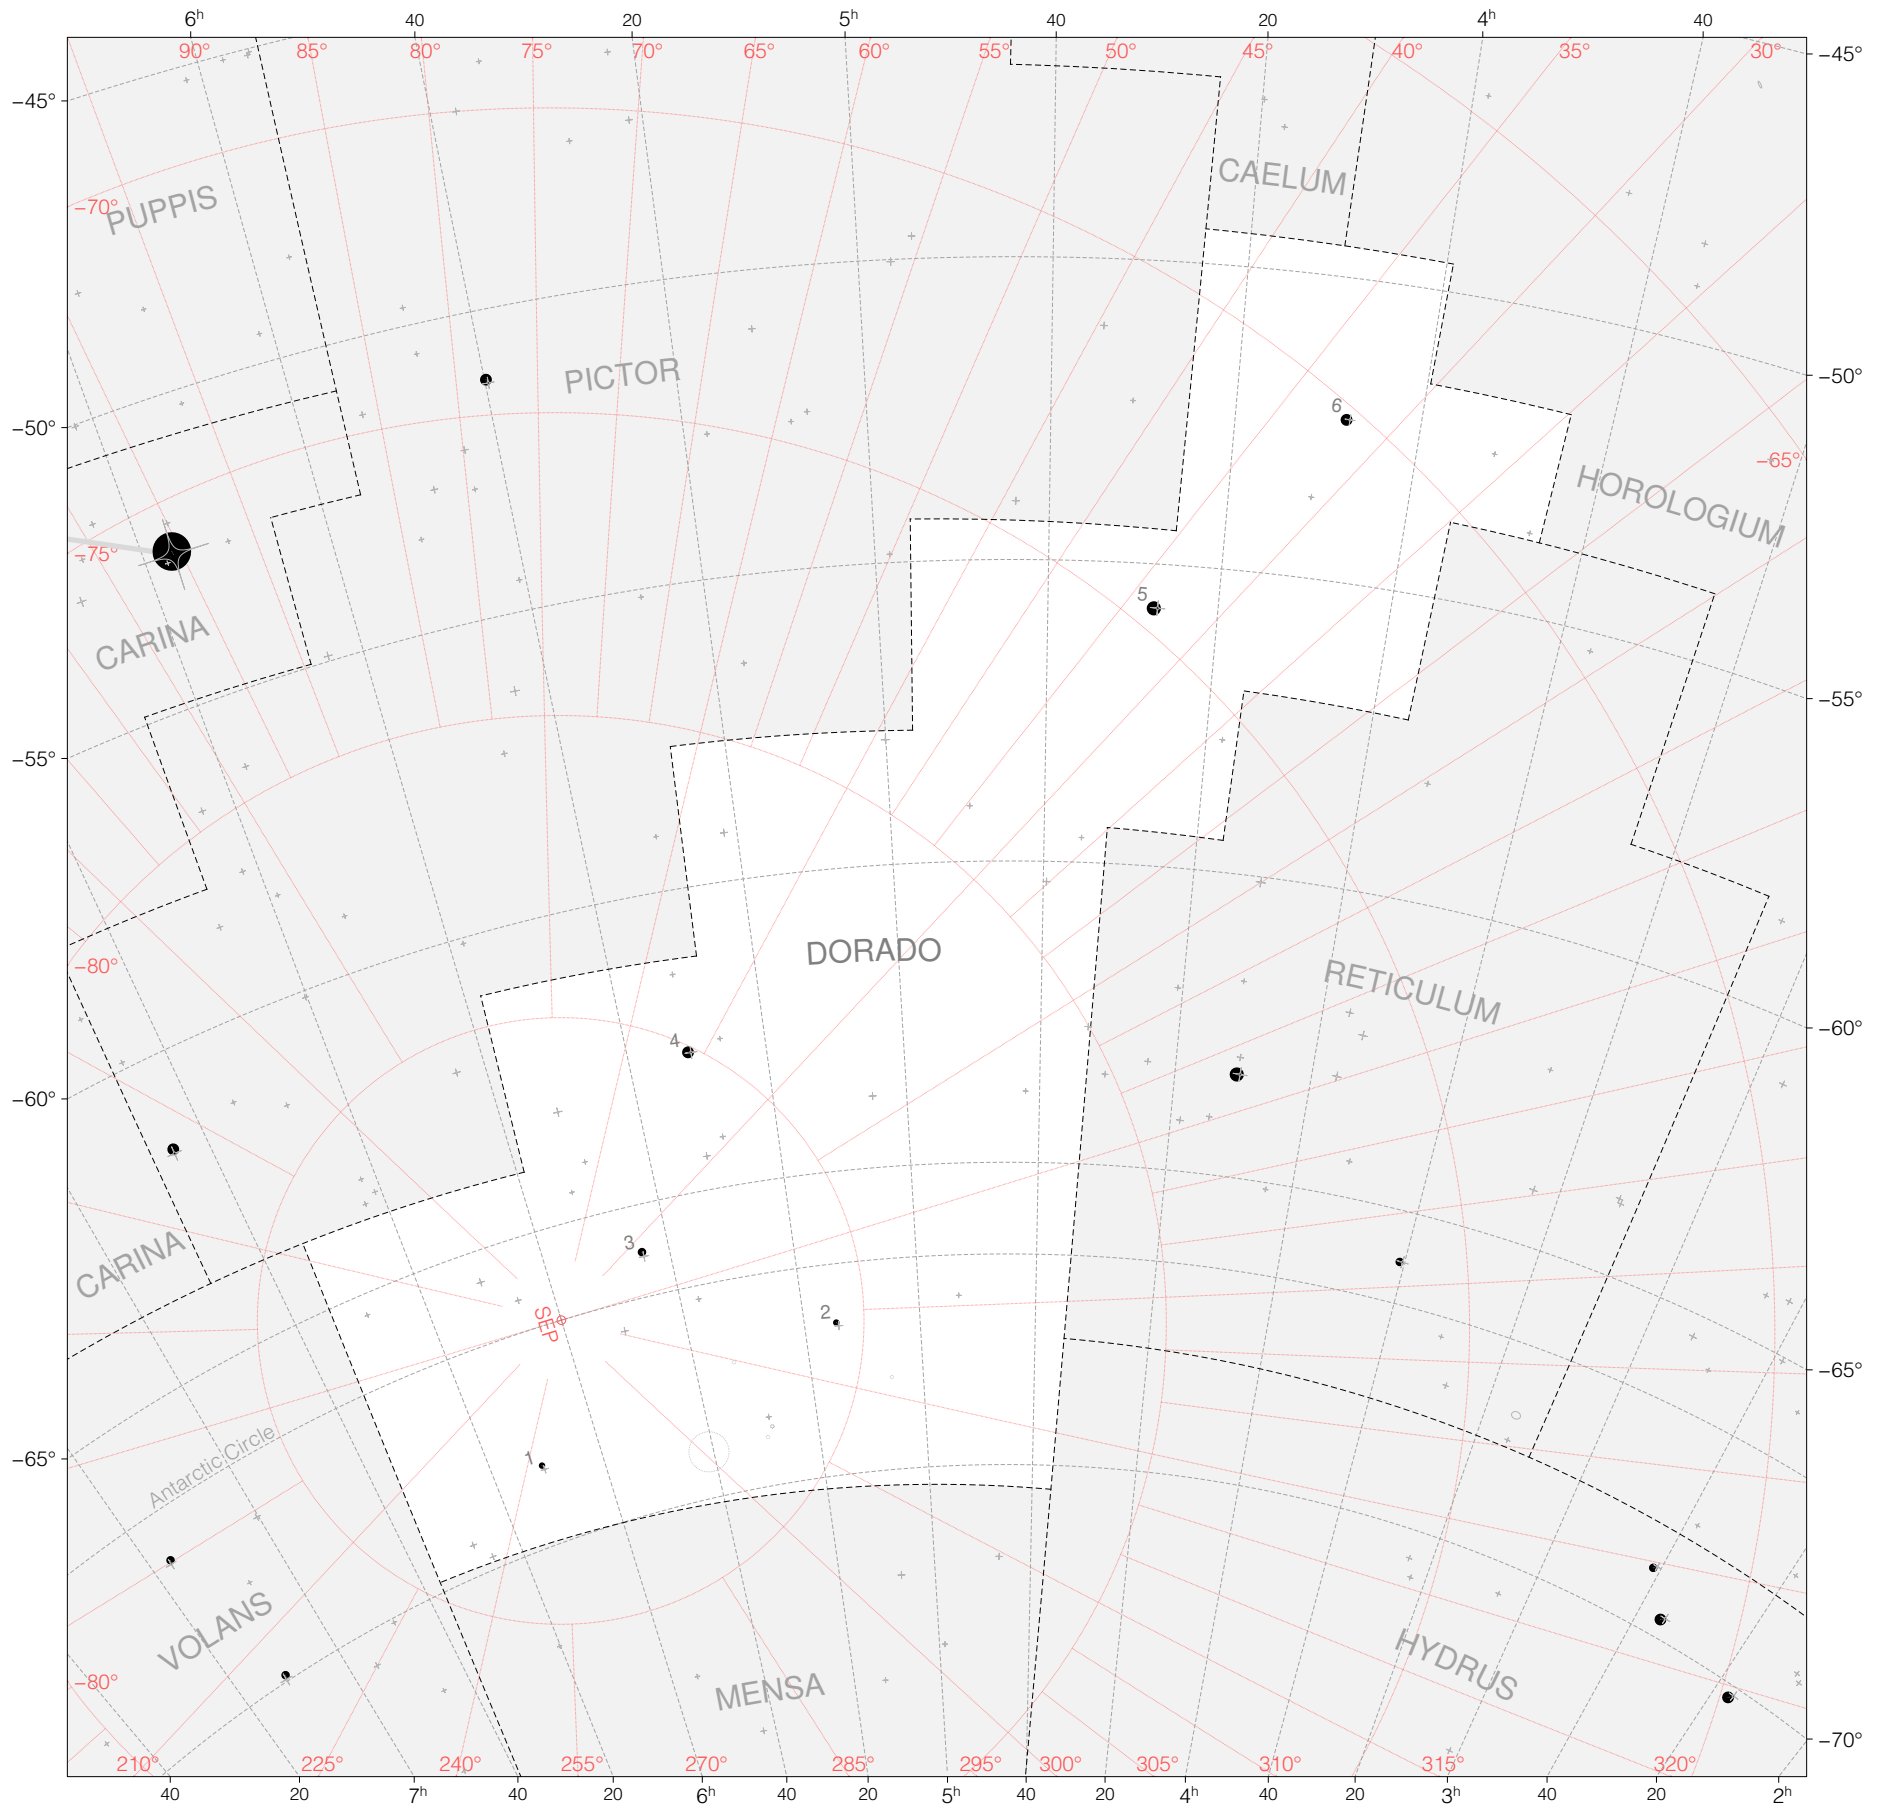 6h 40 20 5h 40 20 4h 40
90° 85° 80° 75° 70° 65° 60° 55° 50° 45° 40° 35° 30°
−45°
−45°
CAELUM
PUPPIS
−70°
PICTOR
−50°
6
−50°
−65°
HOROLOGIUM
−75°
5
CARINA
−55°
−55°
DORADO
−80°
RETICULUM
−60°
4
−60°
3
CARINA
2
SEP
−65°
1
−65°
Antarctic Circle
VOLANS
HYDRUS
MENSA
−80°
−70°
210° 225° 240° 255° 270° 285° 295° 300° 305° 310° 315° 320°
40 20 7h 40 20 6h 40 20 5h 40 20 4h 40 20 3h 40 20 2h